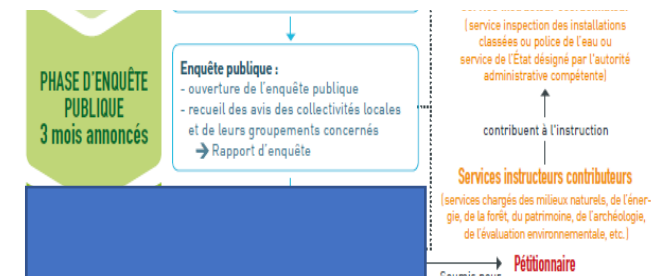 PHASE D'ENQUÊTE
PUBLIQUE
3 mois annoncés
Enquête publique :
- ouverture de l'enquête publique
- recueil des avis des collectivités locales
et de leurs groupements concernés
➔ Rapport d'enquête
(service inspection des installations
classées ou police de l'eau ou
service de l'État désigné par l'autorité
administrative compétente)
contribuent à l'instruction
Services instructeurs contributeurs
(services chargés des milieux naturels, de l'éner-
gie, de la forêt, du patrimoine, de l'archéologie,
de l'évaluation environnementale, etc.)
Pétitionnaire